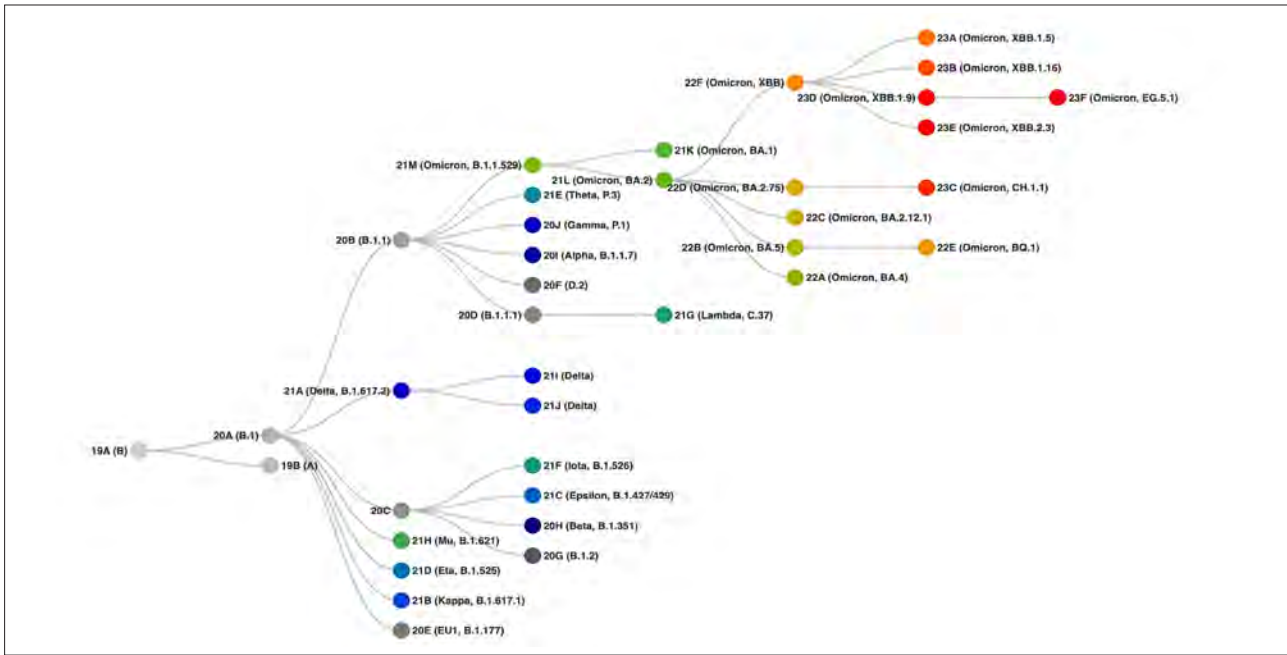 23A (Omicron, XBB.1.5)
23B (Omicron, XBB.1.16)
22F (Omicron, XBB)
23D (Omicron, XBB.1.9)
23F (Omicron, EG.5.1)
23E (Omicron, XBB.2.3)
21K (Omicron, BA.1)
21M (Omicron, B.1.1.529)
21L (Omicron, BA.2)
22D (Omicron, BA.2.75)
23C (Omicron, CH.1.1)
21E (Theta, P.3)
22C (Omicron, BA.2.12.1)
20J (Gamma, P.1)
20B (B.1.1)
22B (Omicron, BA.5)
22E (Omicron, BQ.1)
20I (Alpha, B.1.1.7)
22A (Omicron, BA.4)
20F (D.2)
20D (B.1.1.1)
21G (Lambda, C.37)
21I (Delta)
21A (Delta, B.1.617.2)
21J (Delta)
20A (B.1)
19A (B)
19B (A)
21F (Iota, B.1.526)
21C (Epsilon, B.1.427/429)
20C
20H (Beta, B.1.351)
21H (Mu, B.1.621)
20G (B.1.2)
21D (Eta, B.1.525)
21B (Kappa, B.1.617.1)
20E (EU1, B.1.177)